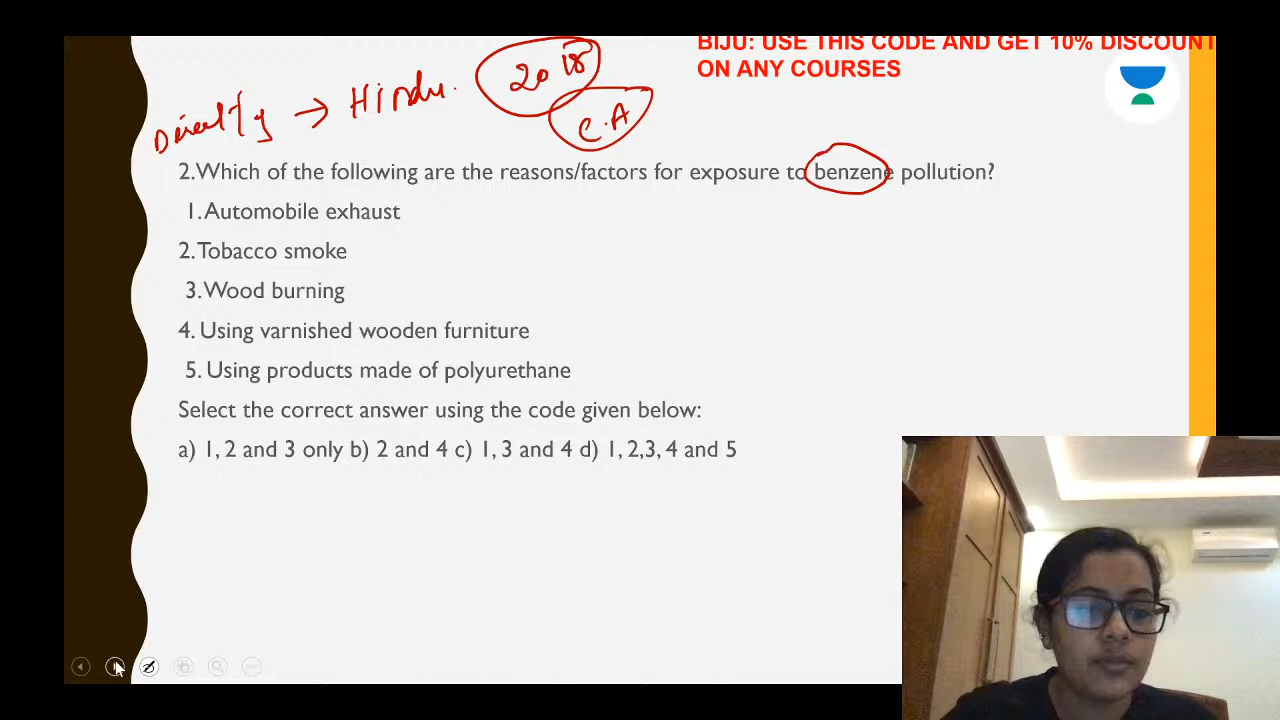 BIJU: USE THIS CODE AND GET 10% DISCOUNT
ON ANY COURSES
Directly → Hindu.
2018
C.A
2.Which of the following are the reasons/factors for exposure to benzene pollution?
1.Automobile exhaust
2.Tobacco smoke
3.Wood burning
4. Using varnished wooden furniture
5. Using products made of polyurethane
Select the correct answer using the code given below:
a) 1, 2 and 3 only b) 2 and 4 c) 1, 3 and 4 d) 1, 2,3, 4 and 5